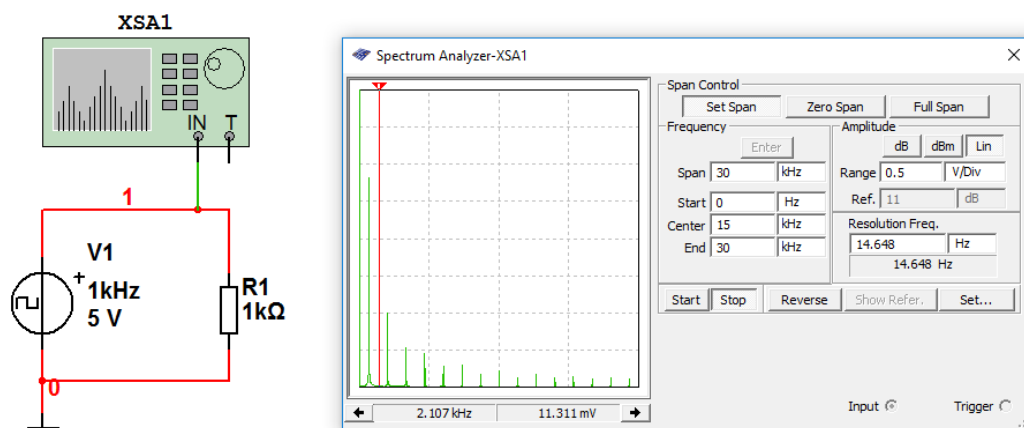 XSA1
IN T
1
V1
+
1kHz
5 V
R1
1kΩ
0
Spectrum Analyzer-XSA1
Span Control
Set Span Zero Span Full Span
Frequency
Enter
Span 30 kHz
Start 0 Hz
Center 15 kHz
End 30 kHz
Amplitude
dB dBm Lin
Range 0.5 V/Div
Ref. 11 dB
Resolution Freq.
14.648 Hz
14.648 Hz
Start Stop Reverse Show Refer. Set...
2.107 kHz 11.311 mV
Input Trigger